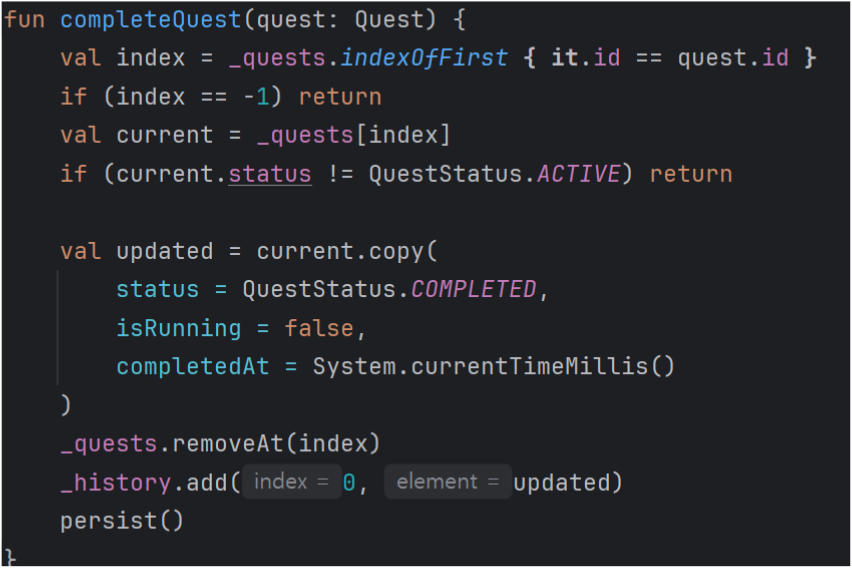 fun completeQuest(quest: Quest) {
    val index = _quests.indexOfFirst { it.id == quest.id }
    if (index == -1) return
    val current = _quests[index]
    if (current.status != QuestStatus.ACTIVE) return

    val updated = current.copy(
        status = QuestStatus.COMPLETED,
        isRunning = false,
        completedAt = System.currentTimeMillis()
    )
    _quests.removeAt(index)
    _history.add( index = 0, element = updated)
    persist()
}